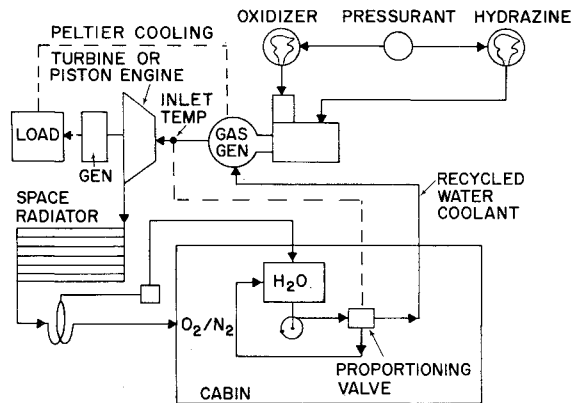 OXIDIZER
PRESSURANT
HYDRAZINE
PELTIER COOLING
TURBINE OR
PISTON ENGINE
INLET
TEMP
LOAD
GEN
GAS
GEN
RECYCLED
WATER
COOLANT
SPACE
RADIATOR
H₂O
O₂/N₂
PROPORTIONING
VALVE
CABIN